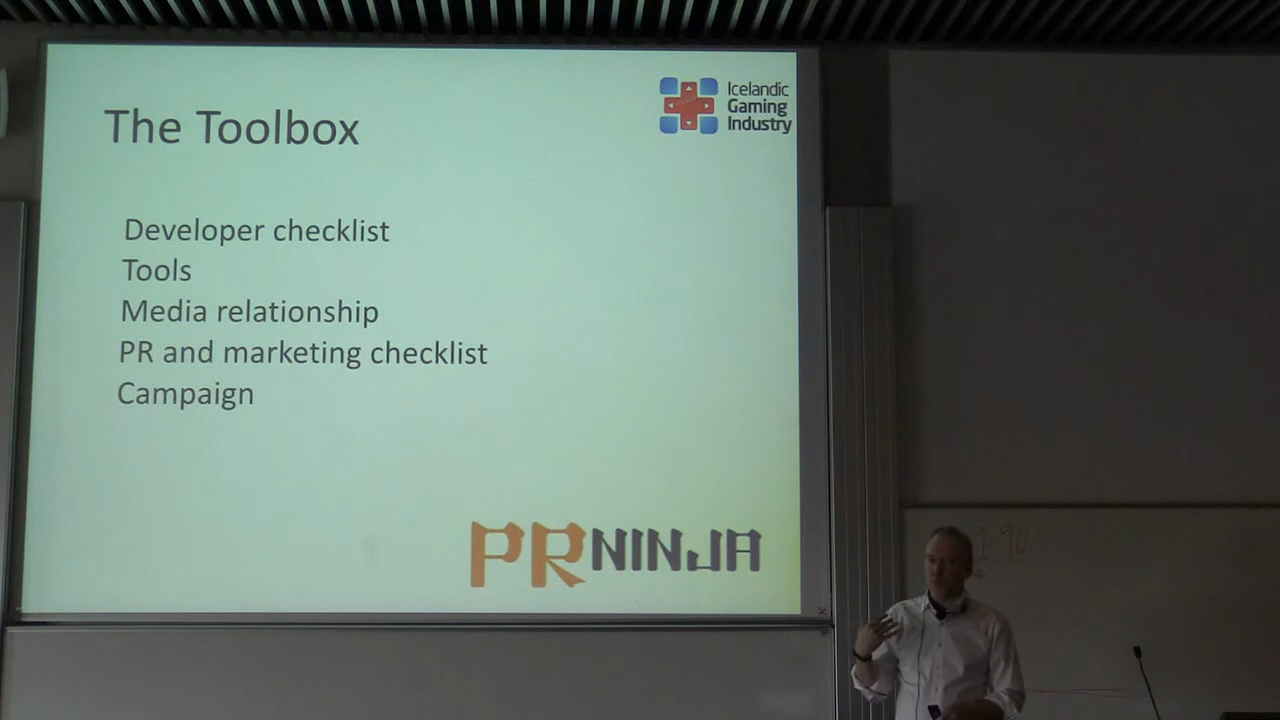 The Toolbox
Icelandic
Gaming
Industry
Developer checklist
Tools
Media relationship
PR and marketing checklist
Campaign
PRNINJA